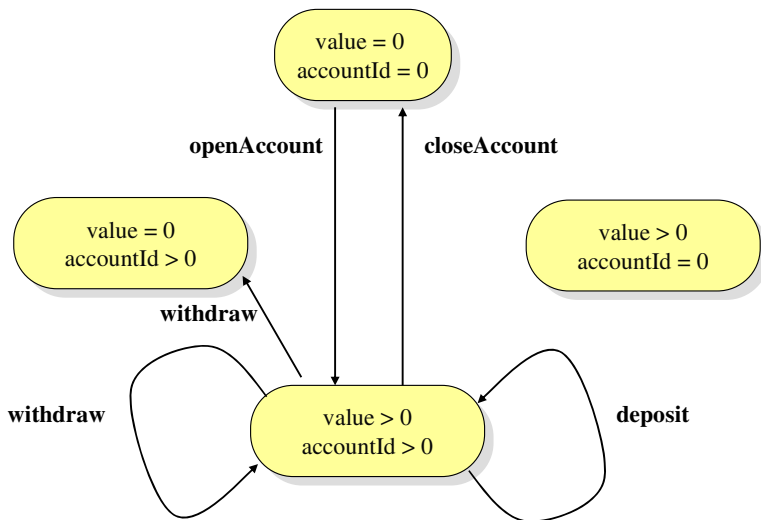 value = 0
accountId = 0
openAccount
closeAccount
value = 0
accountId > 0
value > 0
accountId = 0
withdraw
withdraw
value > 0
accountId > 0
deposit